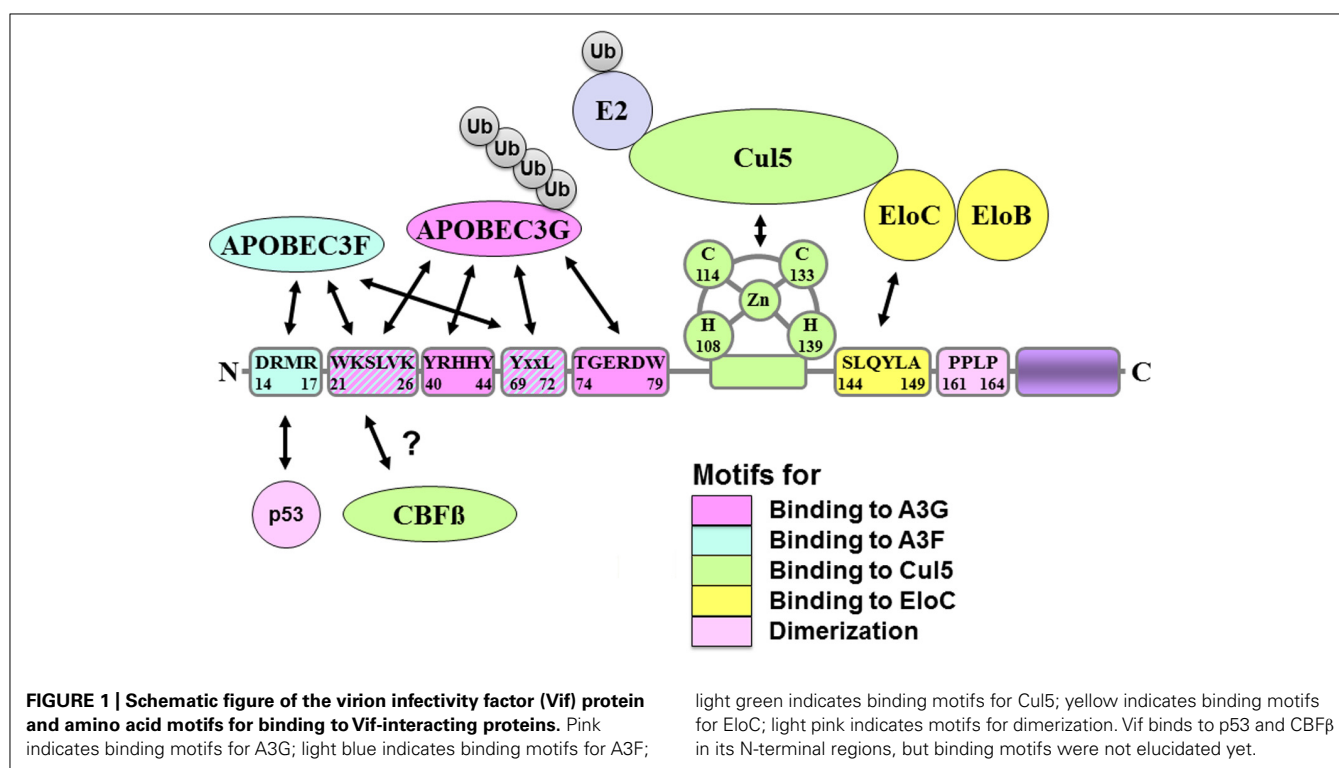 Ub
E2
Ub
Ub
Ub
Ub
Cul5
EloC
EloB
APOBEC3F
APOBEC3G
C
114
C
133
Zn
H
108
H
139
N
DRMR
14 17
WKSLVK
21 26
YRHHY
40 44
YxxL
69 72
TGERDW
74 79
SLQYLA
144 149
PPLP
161 164
C
?
p53
CBFß
Motifs for
Binding to A3G
Binding to A3F
Binding to Cul5
Binding to EloC
Dimerization
FIGURE 1 | Schematic figure of the virion infectivity factor (Vif) protein
and amino acid motifs for binding to Vif-interacting proteins. Pink
indicates binding motifs for A3G; light blue indicates binding motifs for A3F;
light green indicates binding motifs for Cul5; yellow indicates binding motifs
for EloC; light pink indicates motifs for dimerization. Vif binds to p53 and CBFβ
in its N-terminal regions, but binding motifs were not elucidated yet.